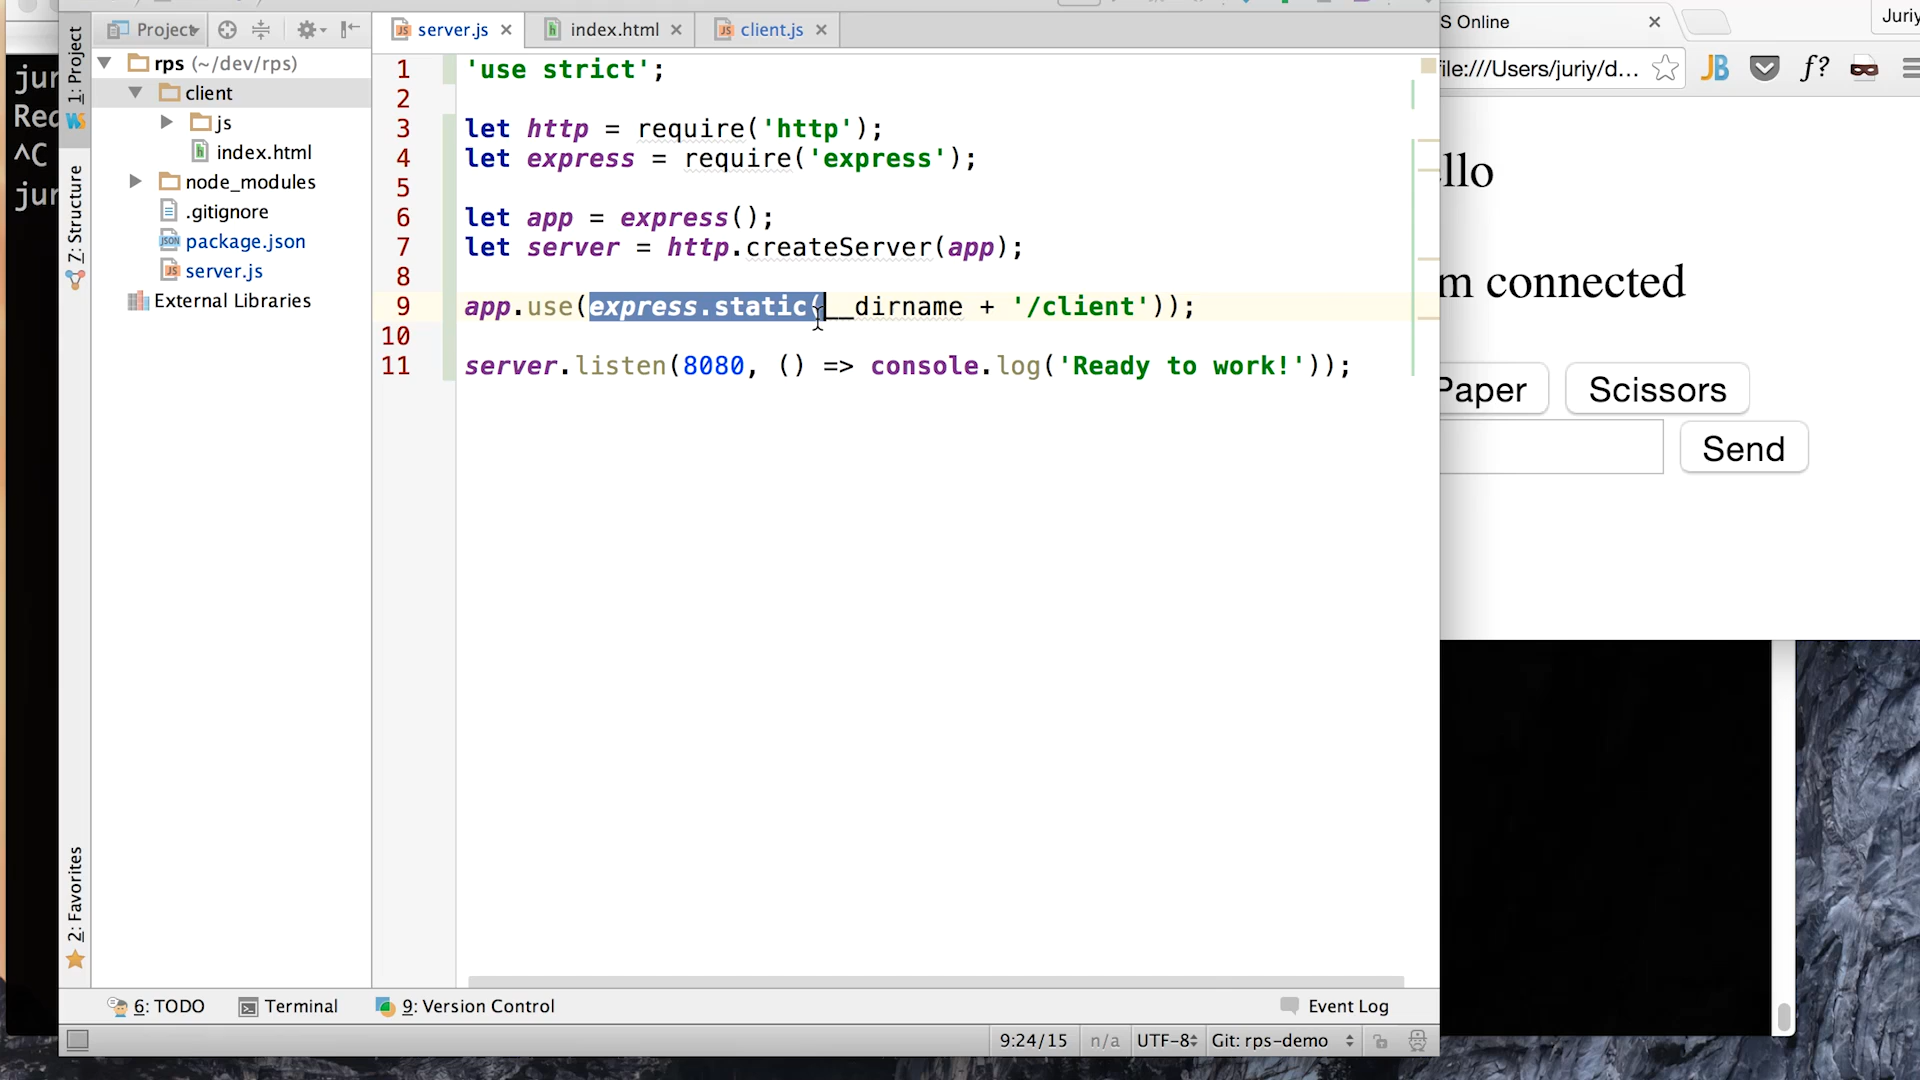 Project
server.js
index.html
client.js
S Online
Juriy
1: Project
rps (~/dev/rps)
client
js
index.html
node_modules
.gitignore
package.json
server.js
External Libraries
7: Structure
2: Favorites
1 'use strict';
2
3 let http = require('http');
4 let express = require('express');
5
6 let app = express();
7 let server = http.createServer(app);
8
9 app.use(express.static(__dirname + '/client'));
10
11 server.listen(8080, () => console.log('Ready to work!'));
file:///Users/juriy/d...
JB
f?
llo
m connected
Paper
Scissors
Send
^C
6: TODO
Terminal
9: Version Control
Event Log
9:24/15
n/a
UTF-8
Git: rps-demo